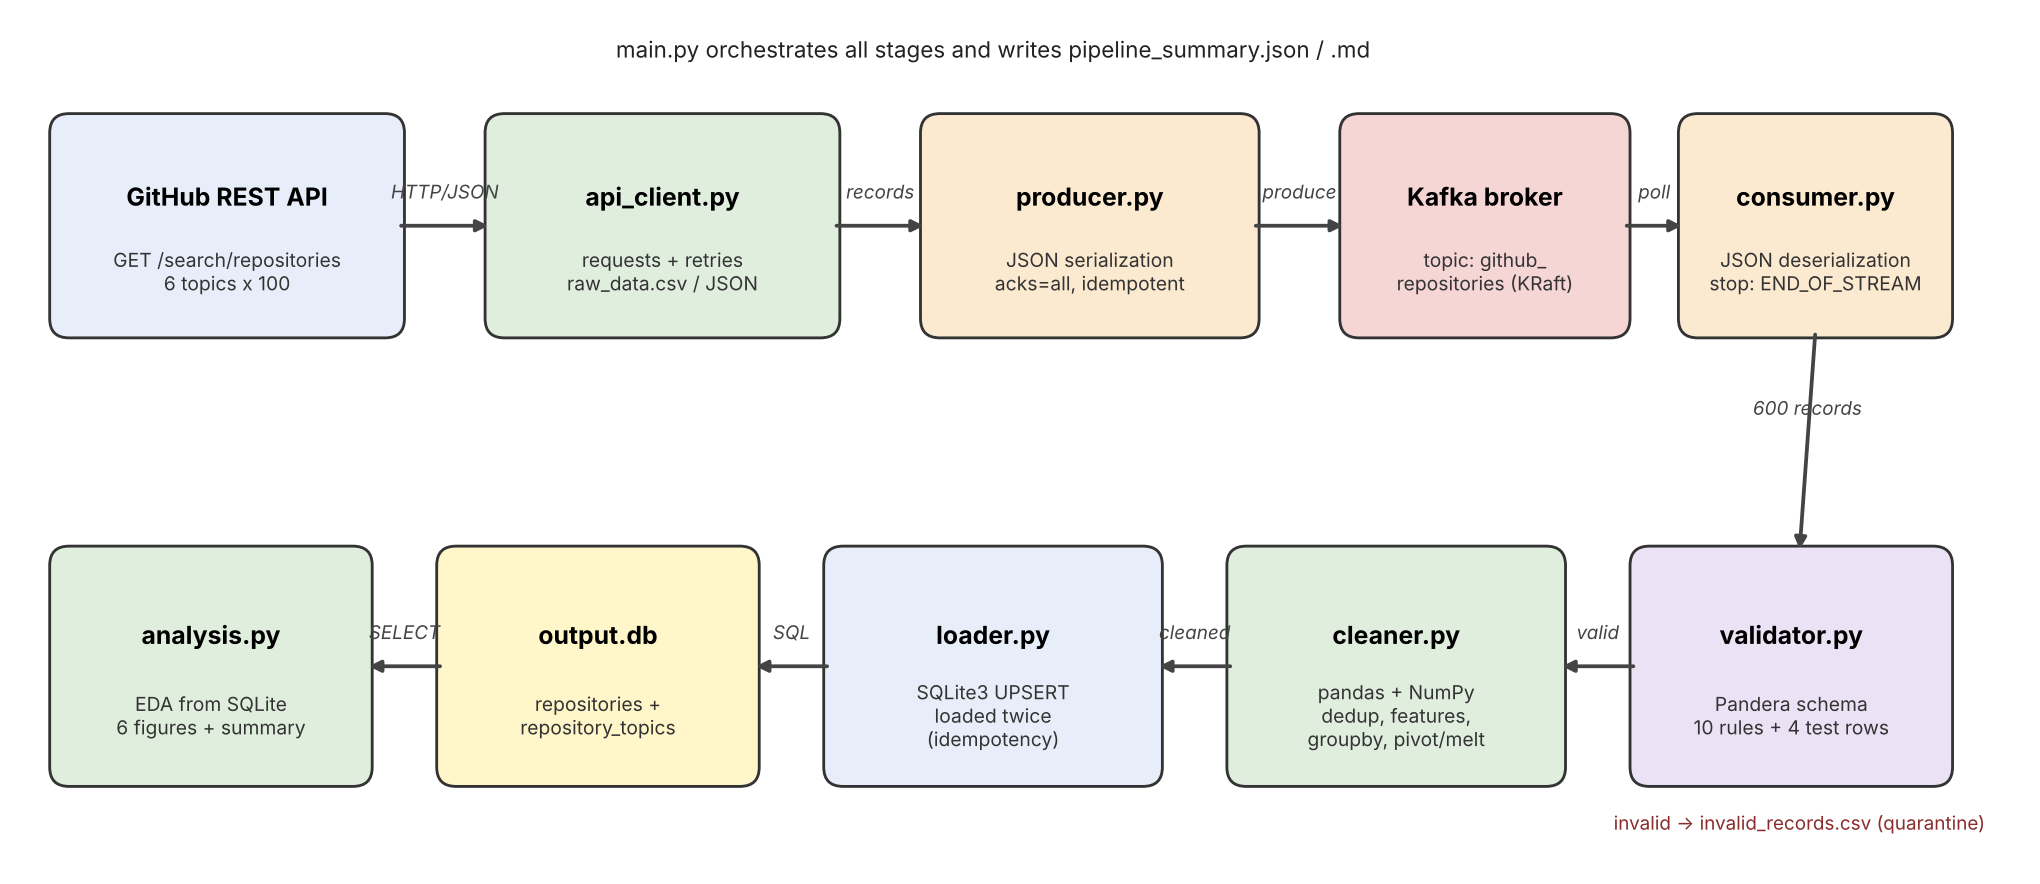 main.py orchestrates all stages and writes pipeline_summary.json / .md
GitHub REST API
GET /search/repositories
6 topics x 100
HTTP/JSON
api_client.py
requests + retries
raw_data.csv / JSON
records
producer.py
JSON serialization
acks=all, idempotent
produce
Kafka broker
topic: github_
repositories (KRaft)
poll
consumer.py
JSON deserialization
stop: END_OF_STREAM
600 records
validator.py
Pandera schema
10 rules + 4 test rows
invalid → invalid_records.csv (quarantine)
valid
cleaner.py
pandas + NumPy
dedup, features,
groupby, pivot/melt
cleaned
loader.py
SQLite3 UPSERT
loaded twice
(idempotency)
SQL
output.db
repositories +
repository_topics
SELECT
analysis.py
EDA from SQLite
6 figures + summary